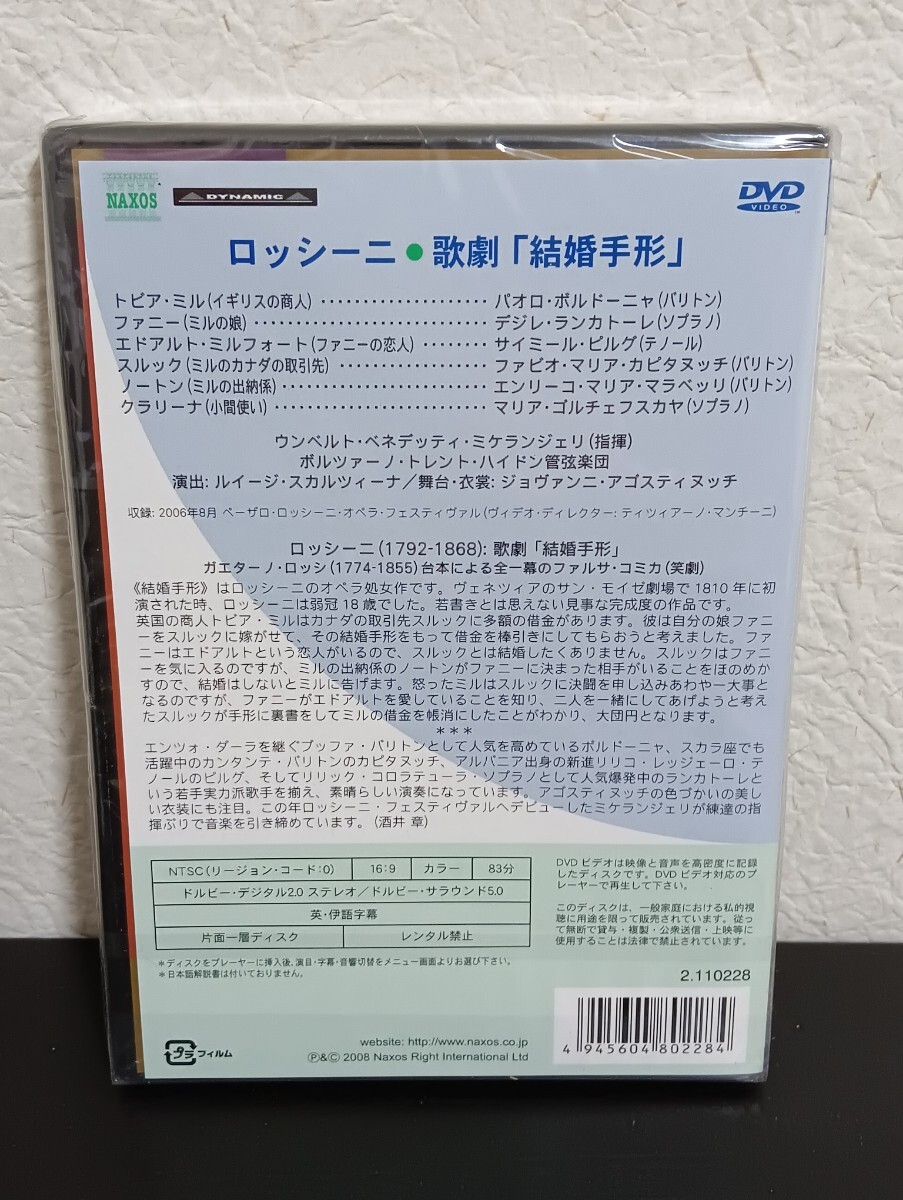 NAXOS
DYNAMIC
DVD
VIDEO
ロッシーニ●歌劇「結婚手形」
トビア・ミル(イギリスの商人) ・・・・・・・・・・・・・・・・・・・ パオロ・ボルドーニャ(バリトン)
ファニー(ミルの娘) ・・・・・・・・・・・・・・・・・・・・・・・・・・ デジレ・ランカトーレ(ソプラノ)
エドアルト・ミルフォート(ファニーの恋人) ・・・・・・・・ サイミール・ピルグ(テノール)
スルック(ミルのカナダの取引先) ・・・・・・・・・・・・・・・・・ ファビオ・マリア・カピタヌッチ(バリトン)
ノートン(ミルの出納係) ・・・・・・・・・・・・・・・・・・・・・・・ エンリーコ・マリア・マラベッリ(バリトン)
クラリーナ(小間使い) ・・・・・・・・・・・・・・・・・・・・・・・・ マリア・ゴルチェフスカヤ(ソプラノ)
ウンベルト・ベネデッティ・ミケランジェリ(指揮)
ボルツァーノ・トレント・ハイドン管弦楽団
演出: ルイージ・スカルツィーナ/舞台・衣裳: ジョヴァンニ・アゴスティヌッチ
収録: 2006年8月 ペーザロ・ロッシーニ・オペラ・フェスティヴァル(ヴィデオ・ディレクター: ティツィアーノ・マンチーニ)
ロッシーニ(1792-1868): 歌劇「結婚手形」
ガエターノ・ロッシ(1774-1855)台本による全一幕のファルサ・コミカ(笑劇)
《結婚手形》はロッシーニのオペラ処女作です。ヴェネツィアのサン・モイゼ劇場で1810年に初
演された時、ロッシーニは弱冠18歳でした。若書きとは思えない見事な完成度の作品です。
英国の商人トビア・ミルはカナダの取引先スルックに多額の借金があります。彼は自分の娘ファニ
ーをスルックに嫁がせて、その結婚手形をもって借金を棒引きにしてもらおうと考えました。ファ
ニーはエドアルトという恋人がいるので、スルックとは結婚したくありません。スルックはファニ
ーを気に入るのですが、ミルの出納係のノートンがファニーに決まった相手がいることをほのめか
すので、結婚はしないとミルに告げます。怒ったミルはスルックに決闘を申し込みあわや一大事と
なるのですが、ファニーがエドアルトを愛していることを知り、二人を一緒にしてあげようと考え
たスルックが手形に裏書をしてミルの借金を帳消にしたことがわかり、大団円となります。
***
エンツォ・ダーラを継ぐブッファ・バリトンとして人気を高めているボルドーニャ、スカラ座でも
活躍中のカンタンテ・バリトンのカピタヌッチ、アルバニア出身の新進リリコ・レッジェーロ・テ
ノールのピルグ、そしてリリック・コロラテューラ・ソプラノとして人気爆発中のランカトーレと
いう若手実力派歌手を揃え、素晴らしい演奏になっています。アゴスティヌッチの色づかいの美し
い衣装にも注目。この年ロッシーニ・フェスティヴァルへデビューしたミケランジェリが練達の指
揮ぶりで音楽を引き締めています。(酒井 章)
NTSC(リージョン・コード:0) 16:9 カラー 83分
ドルビー・デジタル2.0 ステレオ/ドルビー・サラウンド5.0
英・伊語字幕
片面一層ディスク レンタル禁止
*ディスクをプレーヤーに挿入後、演目・字幕・音響切替をメニュー画面よりお選び下さい。
*日本語解説書は付いておりません。
DVDビデオは映像と音声を高密度に記録
したディスクです。DVDビデオ対応のプ
レーヤーで再生して下さい。
このディスクは、一般家庭における私的視
聴に用途を限って販売されています。従っ
て無断で貸与・複製・公衆送信・上映等に
使用することは法律で禁止されています。
2.110228
プラ フィルム
website: http://www.naxos.co.jp
Ⓟ&© 2008 Naxos Right International Ltd
4 945604 802284